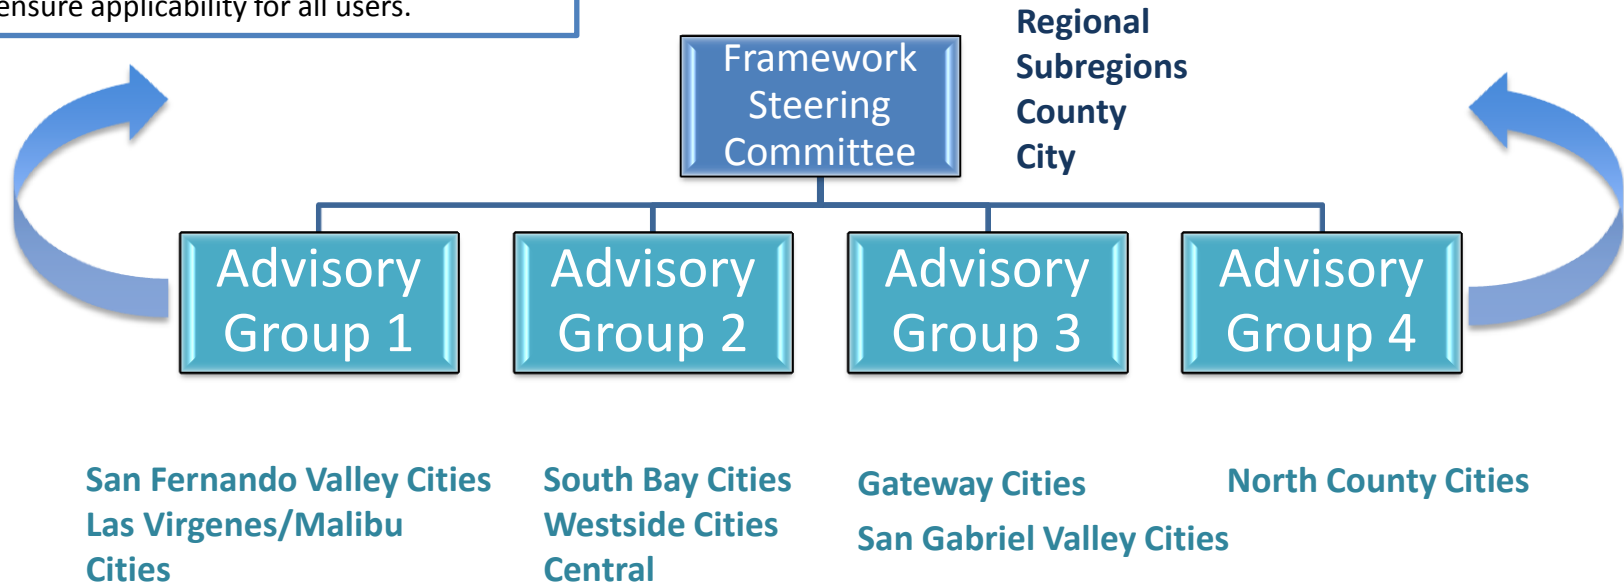 ensure applicability for all users.
Framework
Steering
Committee
Regional
Subregions
County
City
Advisory
Group 1
Advisory
Group 2
Advisory
Group 3
Advisory
Group 4
San Fernando Valley Cities
Las Virgenes/Malibu
Cities
South Bay Cities
Westside Cities
Central
Gateway Cities
San Gabriel Valley Cities
North County Cities